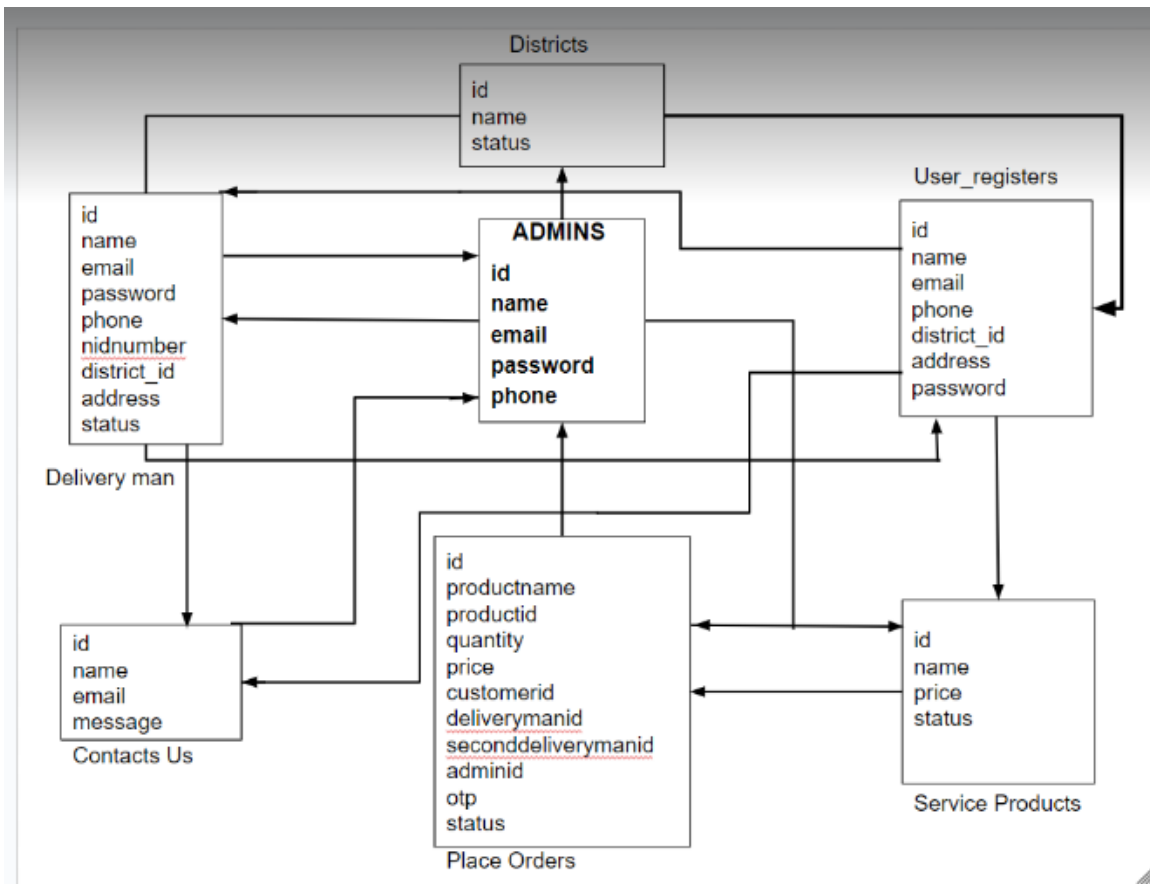 Districts
id
name
status
User_registers
id
name
email
password
phone
nidnumber
district_id
address
status
Delivery man
ADMINS
id
name
email
password
phone
id
name
email
phone
district_id
address
password
id
name
email
message
Contacts Us
id
productname
productid
quantity
price
customerid
deliverymanid
seconddeliverymanid
adminid
otp
status
Place Orders
id
name
price
status
Service Products